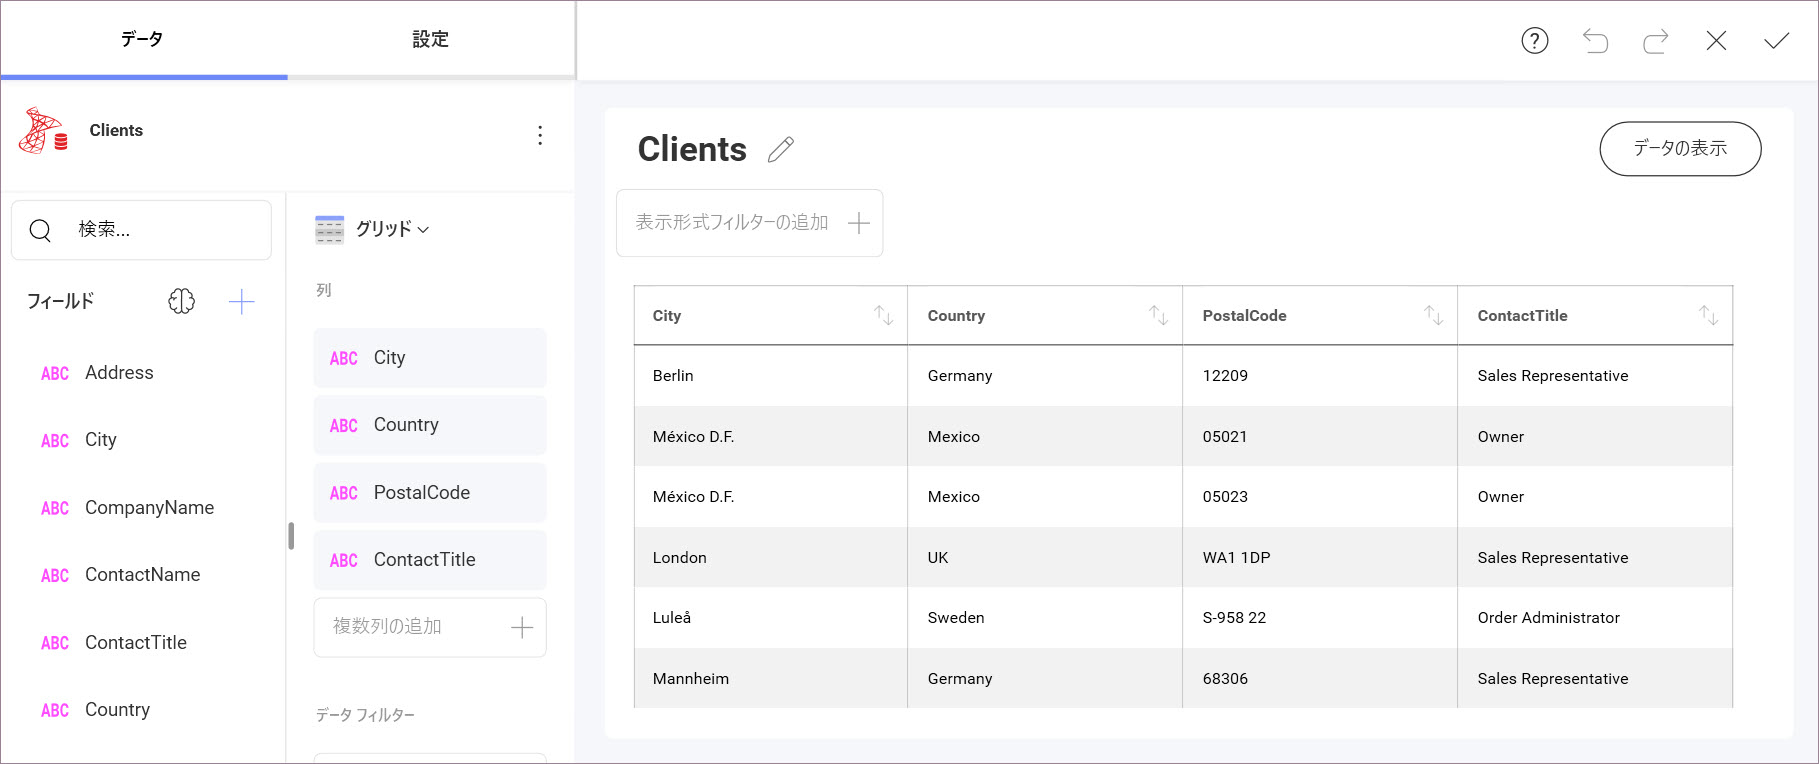 データ
設定
Clients
検索...
フィールド
ABC Address
ABC City
ABC CompanyName
ABC ContactName
ABC ContactTitle
ABC Country
グリッド
列
ABC City
ABC Country
ABC PostalCode
ABC ContactTitle
複数列の追加
データ フィルター
?
Clients
データの表示
表示形式フィルターの追加
City Country PostalCode ContactTitle
Berlin Germany 12209 Sales Representative
México D.F. Mexico 05021 Owner
México D.F. Mexico 05023 Owner
London UK WA1 1DP Sales Representative
Luleå Sweden S-958 22 Order Administrator
Mannheim Germany 68306 Sales Representative